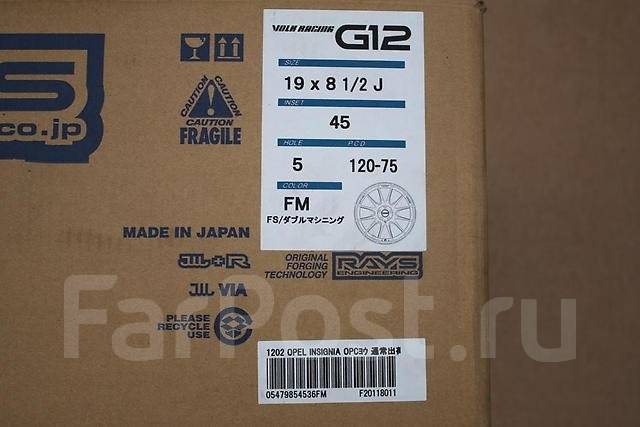 S
.co.jp
CAUTION
CAUTION
CAUTION
FRAGILE
VOLK RACING G12
SIZE
19 x 8 1/2 J
INSET
45
HOLE P.C.D
5 120-75
COLOR
FM
FS/ダブルマシニング
MADE IN JAPAN
JWL+R
ORIGINAL
FORGING
TECHNOLOGY
RAYS
ENGINEERING
JWL VIA
PLEASE
RECYCLE
USE
FarPost.ru
1202 OPEL INSIGNIA OPCヨウ 通常出荷
05479854536FM F20118011